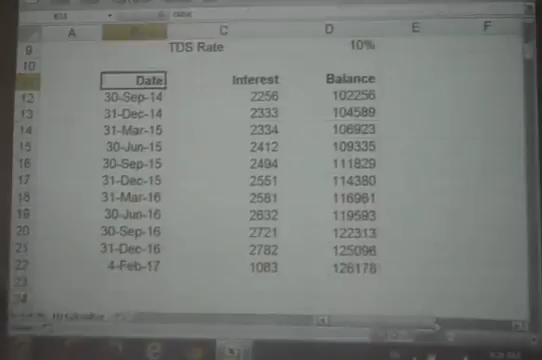 B11
A B C D E F
9 TDS Rate 10%
10
Date Interest Balance
12 30-Sep-14 2256 102256
13 31-Dec-14 2333 104589
14 31-Mar-15 2334 106923
15 30-Jun-15 2412 109335
16 30-Sep-15 2494 111829
17 31-Dec-15 2551 114380
18 31-Mar-16 2581 116961
19 30-Jun-16 2632 119593
20 30-Sep-16 2721 122313
21 31-Dec-16 2782 125096
22 4-Feb-17 1083 126178
23
24